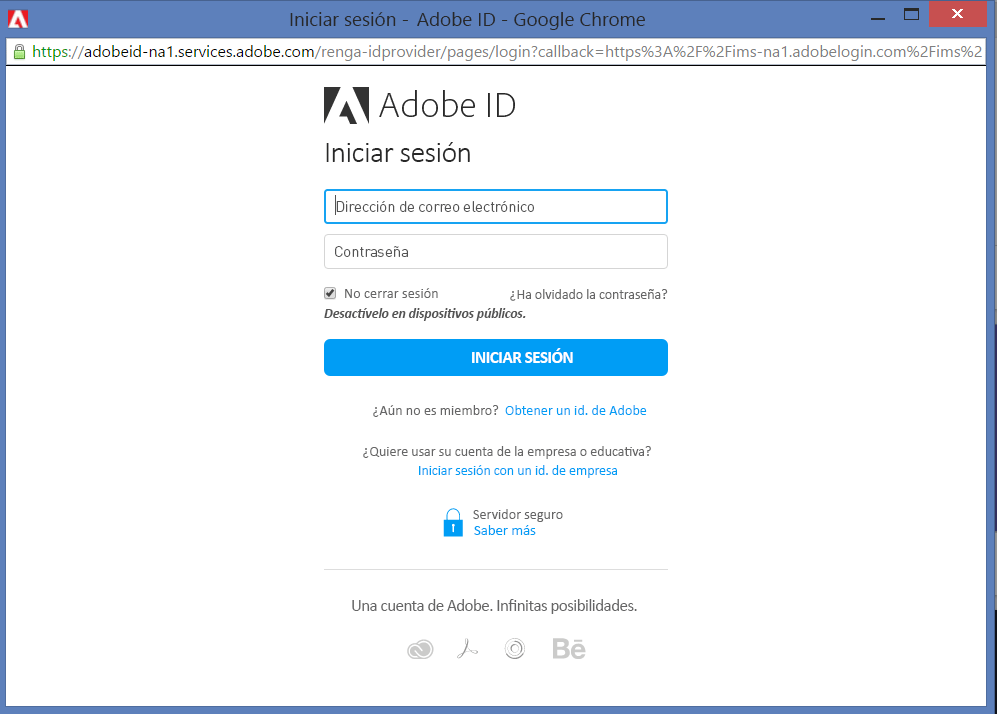 Iniciar sesión - Adobe ID - Google Chrome
https://adobeid-na1.services.adobe.com/renga-idprovider/pages/login?callback=https%3A%2F%2Fims-na1.adobelogin.com%2Fims%2
Adobe ID
Iniciar sesión
Dirección de correo electrónico
Contraseña
No cerrar sesión ¿Ha olvidado la contraseña?
Desactívelo en dispositivos públicos.
INICIAR SESIÓN
¿Aún no es miembro? Obtener un id. de Adobe
¿Quiere usar su cuenta de la empresa o educativa?
Iniciar sesión con un id. de empresa
Servidor seguro
Saber más
Una cuenta de Adobe. Infinitas posibilidades.
Bē